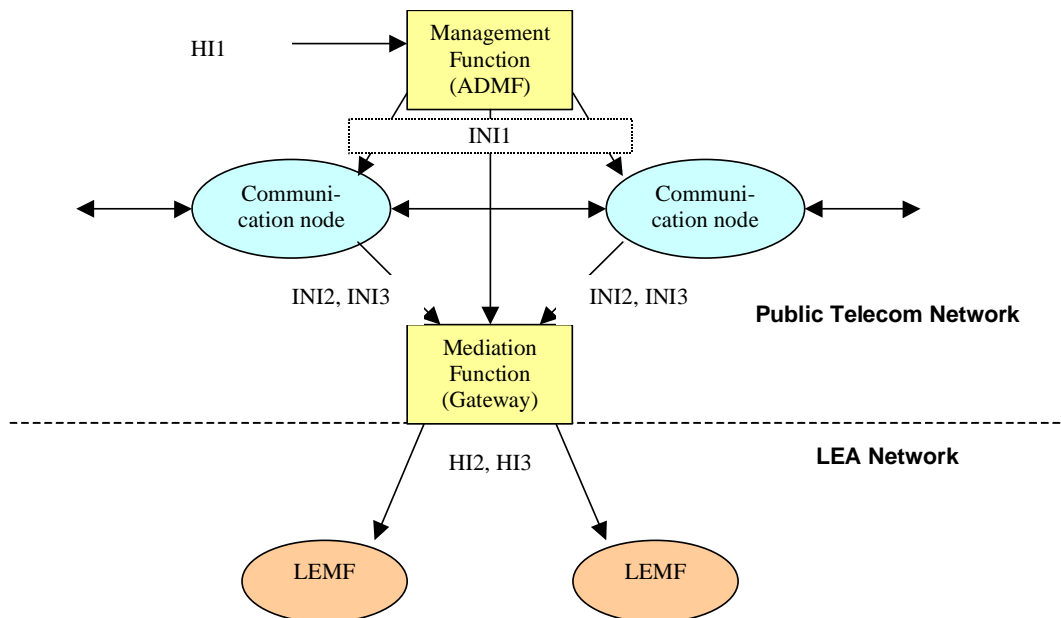 Management
Function
(ADMF)
HI1
INI1
Communi-
cation node
Communi-
cation node
INI2, INI3
INI2, INI3
Public Telecom Network
Mediation
Function
(Gateway)
LEA Network
HI2, HI3
LEMF
LEMF